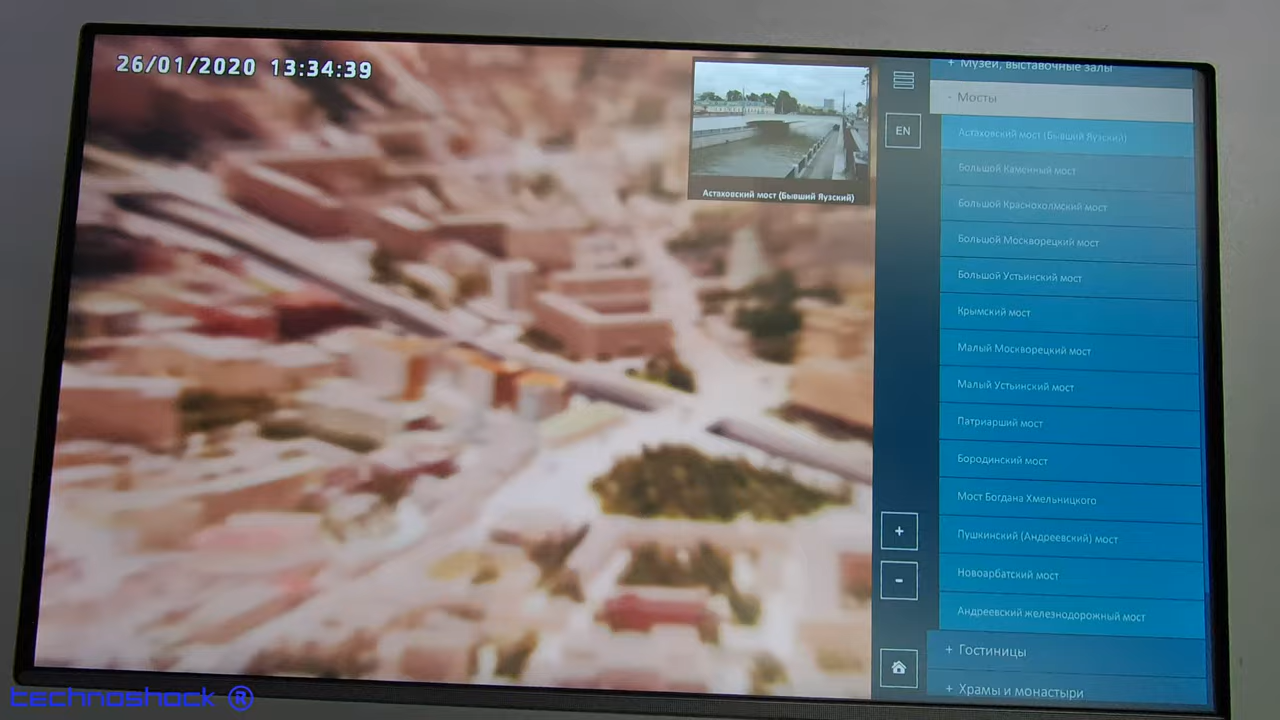 26/01/2020 13:34:39
Астаховский мост (Бывший Яузский)
EN
+ Музеи, выставочные залы
- Мосты
Астаховский мост (Бывший Яузский)
Большой Каменный мост
Большой Краснохолмский мост
Большой Москворецкий мост
Большой Устьинский мост
Крымский мост
Малый Москворецкий мост
Малый Устьинский мост
Патриарший мост
Бородинский мост
Мост Богдана Хмельницкого
Пушкинский (Андреевский) мост
Новоарбатский мост
Андреевский железнодорожный мост
+ Гостиницы
+ Храмы и монастыри
+
-
technoshock ®